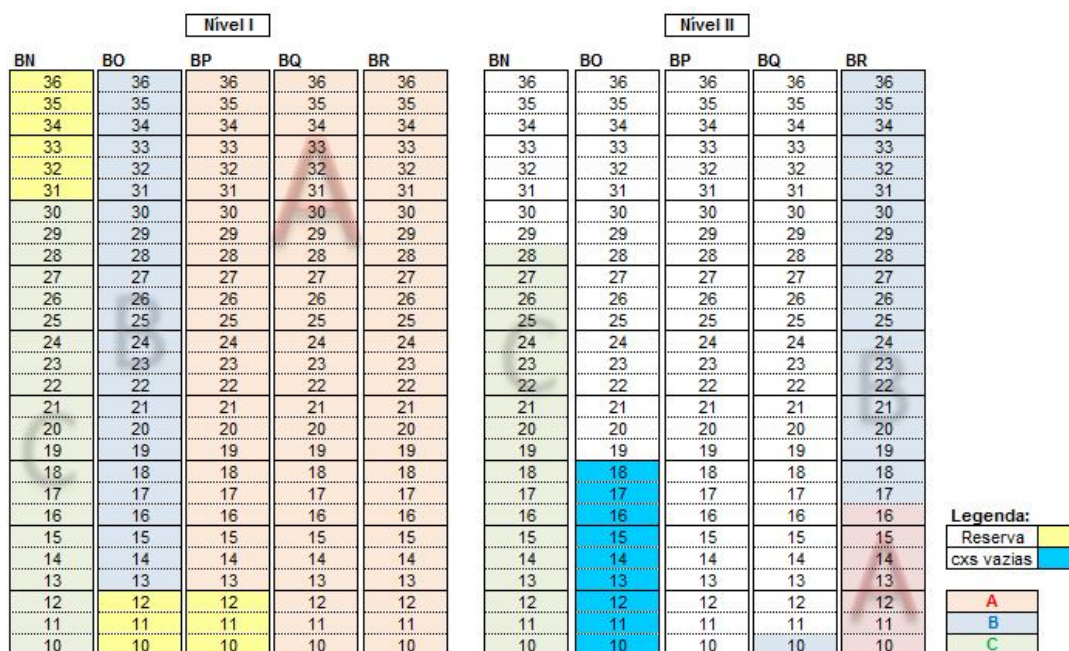 Nível I Nível II
BN BO BP BQ BR BN BO BP BQ BR
36 36 36 36 36 36 36 36 36 36
35 35 35 35 35 35 35 35 35 35
34 34 34 34 34 34 34 34 34 34
33 33 33 33 33 33 33 33 33 33
32 32 32 32 32 32 32 32 32 32
31 31 31 31 31 31 31 31 31 31
30 30 30 30 30 30 30 30 30 30
29 29 29 29 29 29 29 29 29 29
28 28 28 28 28 28 28 28 28 28
27 27 27 27 27 27 27 27 27 27
26 26 26 26 26 26 26 26 26 26
25 25 25 25 25 25 25 25 25 25
24 24 24 24 24 24 24 24 24 24
23 23 23 23 23 23 23 23 23 23
22 22 22 22 22 22 22 22 22 22
21 21 21 21 21 21 21 21 21 21
20 20 20 20 20 20 20 20 20 20
19 19 19 19 19 19 19 19 19 19
18 18 18 18 18 18 18 18 18 18
17 17 17 17 17 17 17 17 17 17
16 16 16 16 16 16 16 16 16 16
15 15 15 15 15 15 15 15 15 15
14 14 14 14 14 14 14 14 14 14
13 13 13 13 13 13 13 13 13 13
12 12 12 12 12 12 12 12 12 12
11 11 11 11 11 11 11 11 11 11
10 10 10 10 10 10 10 10 10 10
A
B
C
C
B
A
Legenda:
Reserva
cxs vazias
A
B
C